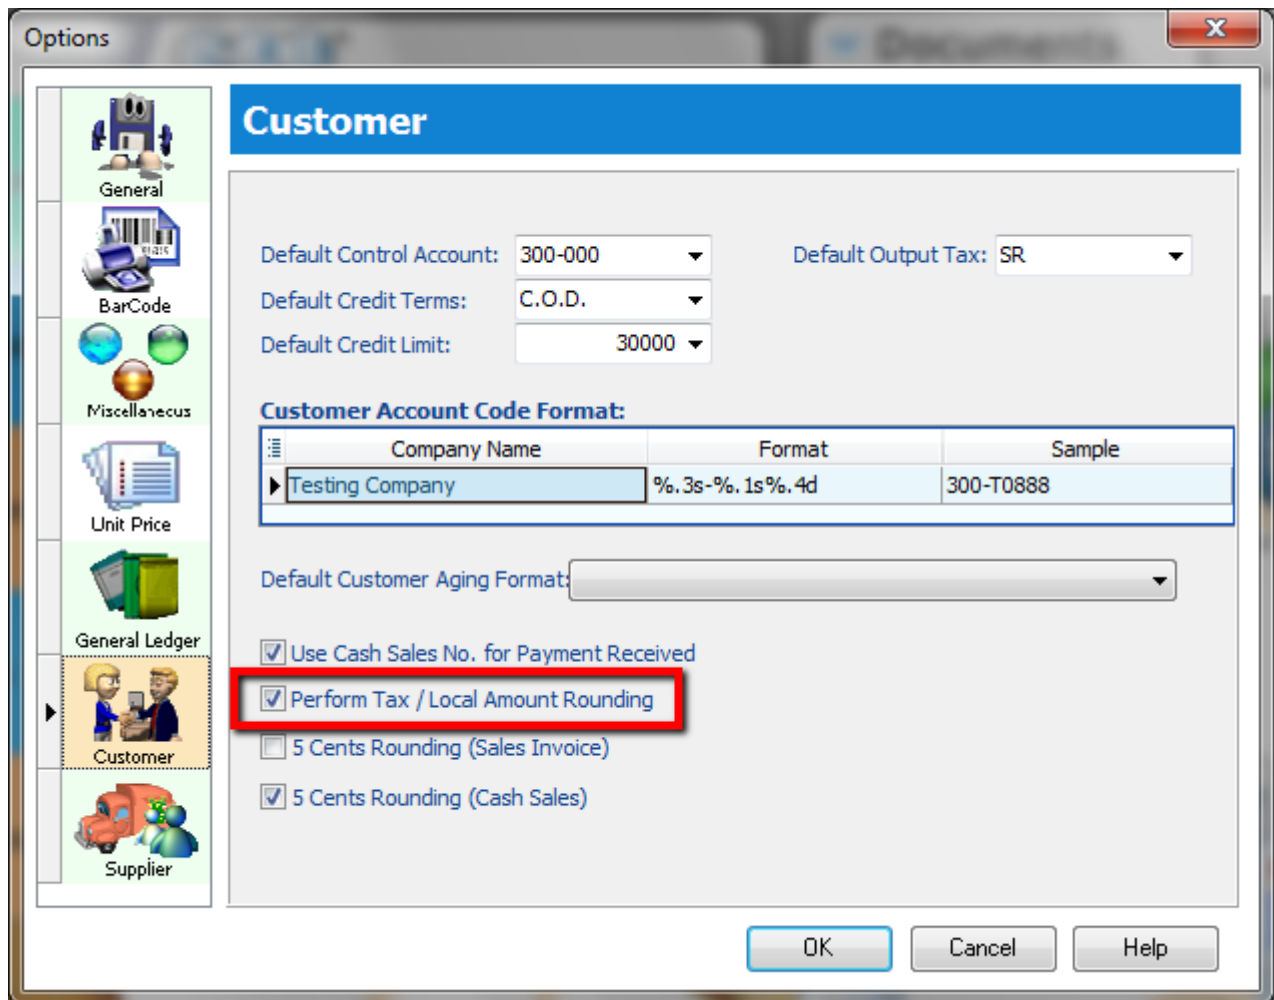 Options
Documents
Customer
General
BarCode
Miscellanecus
Unit Price
General Ledger
Customer
Supplier
Default Control Account: 300-000 Default Output Tax: SR
Default Credit Terms: C.O.D.
Default Credit Limit: 30000
Customer Account Code Format:
Company Name Format Sample
Testing Company %.3s-%.1s%.4d 300-T0888
Default Customer Aging Format:
Use Cash Sales No. for Payment Received
Perform Tax / Local Amount Rounding
5 Cents Rounding (Sales Invoice)
5 Cents Rounding (Cash Sales)
OK Cancel Help